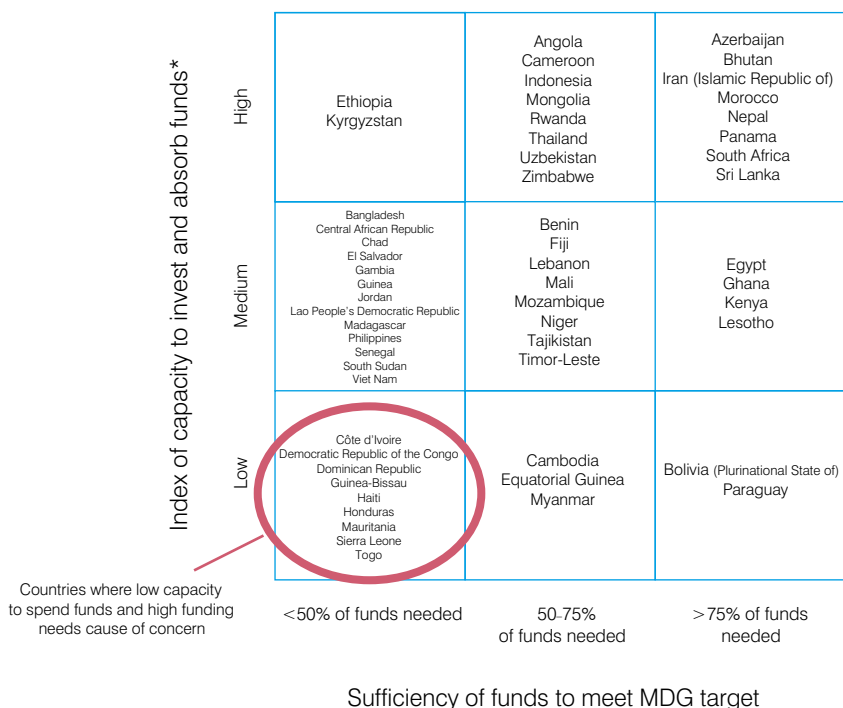 Index of capacity to invest and absorb funds*
High
Ethiopia
Kyrgyzstan
Angola
Cameroon
Indonesia
Mongolia
Rwanda
Thailand
Uzbekistan
Zimbabwe
Azerbaijan
Bhutan
Iran (Islamic Republic of)
Morocco
Nepal
Panama
South Africa
Sri Lanka
Medium
Bangladesh
Central African Republic
Chad
El Salvador
Gambia
Guinea
Jordan
Lao People's Democratic Republic
Madagascar
Philippines
Senegal
South Sudan
Viet Nam
Benin
Fiji
Lebanon
Mali
Mozambique
Niger
Tajikistan
Timor-Leste
Egypt
Ghana
Kenya
Lesotho
Low
Côte d'Ivoire
Democratic Republic of the Congo
Dominican Republic
Guinea-Bissau
Haiti
Honduras
Mauritania
Sierra Leone
Togo
Cambodia
Equatorial Guinea
Myanmar
Bolivia (Plurinational State of)
Paraguay
Countries where low capacity
to spend funds and high funding
needs cause of concern
<50% of funds needed
50-75%
of funds needed
>75% of funds
needed
Sufficiency of funds to meet MDG target